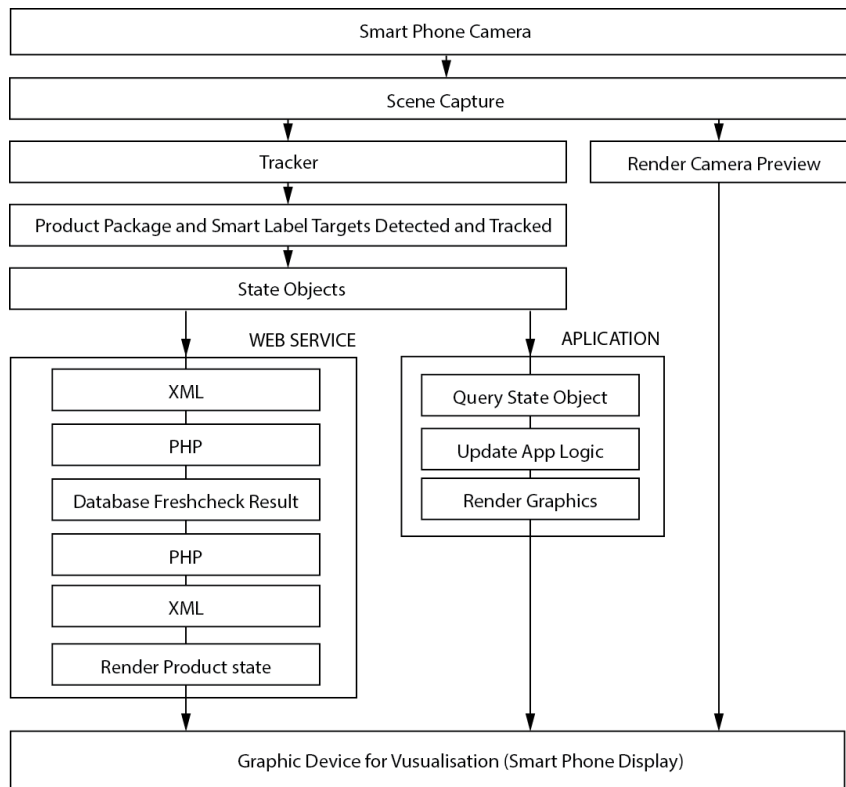 Smart Phone Camera
Scene Capture
Tracker
Render Camera Preview
Product Package and Smart Label Targets Detected and Tracked
State Objects
WEB SERVICE
XML
PHP
Database Freshcheck Result
PHP
XML
Render Product state
APLICATION
Query State Object
Update App Logic
Render Graphics
Graphic Device for Vusualisation (Smart Phone Display)